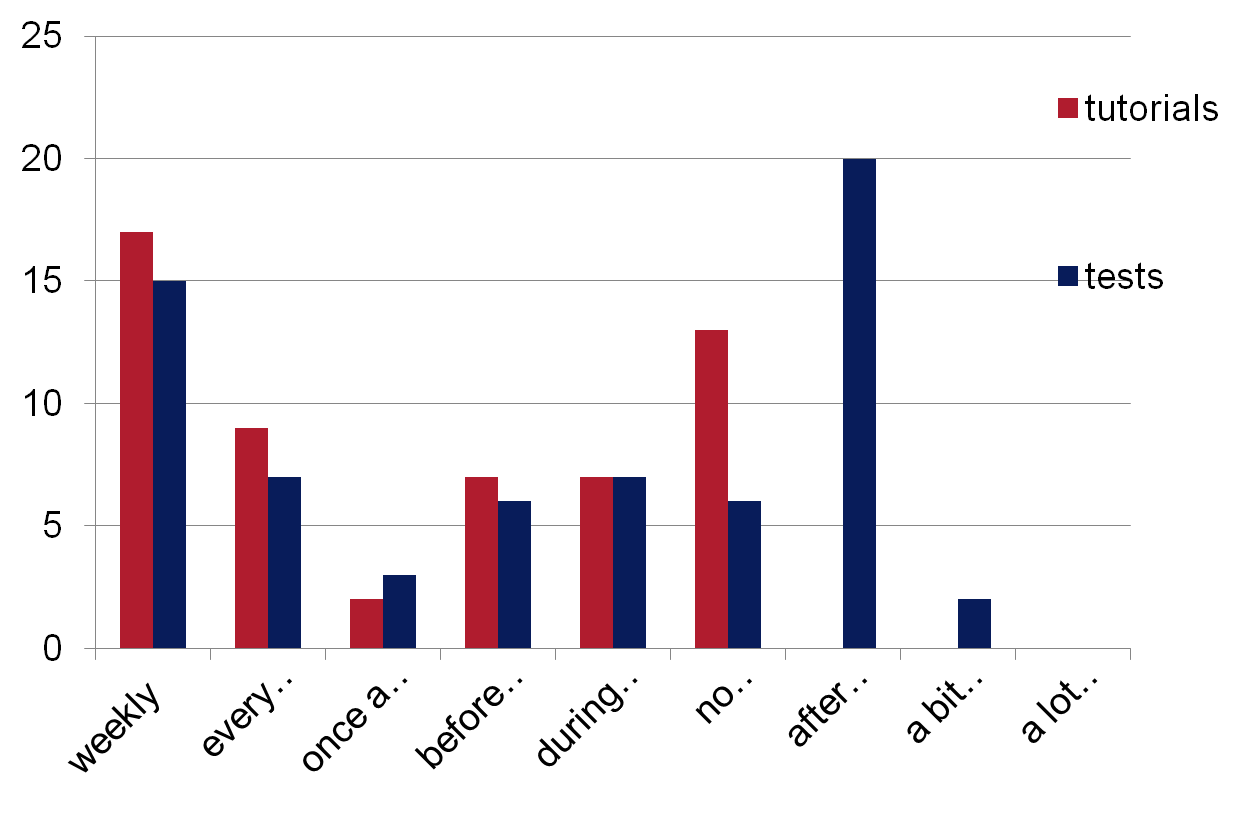 25
20
15
10
5
0
tutorials
tests
weekly
every..
once a..
before..
during..
no..
after..
a bit..
a lot..